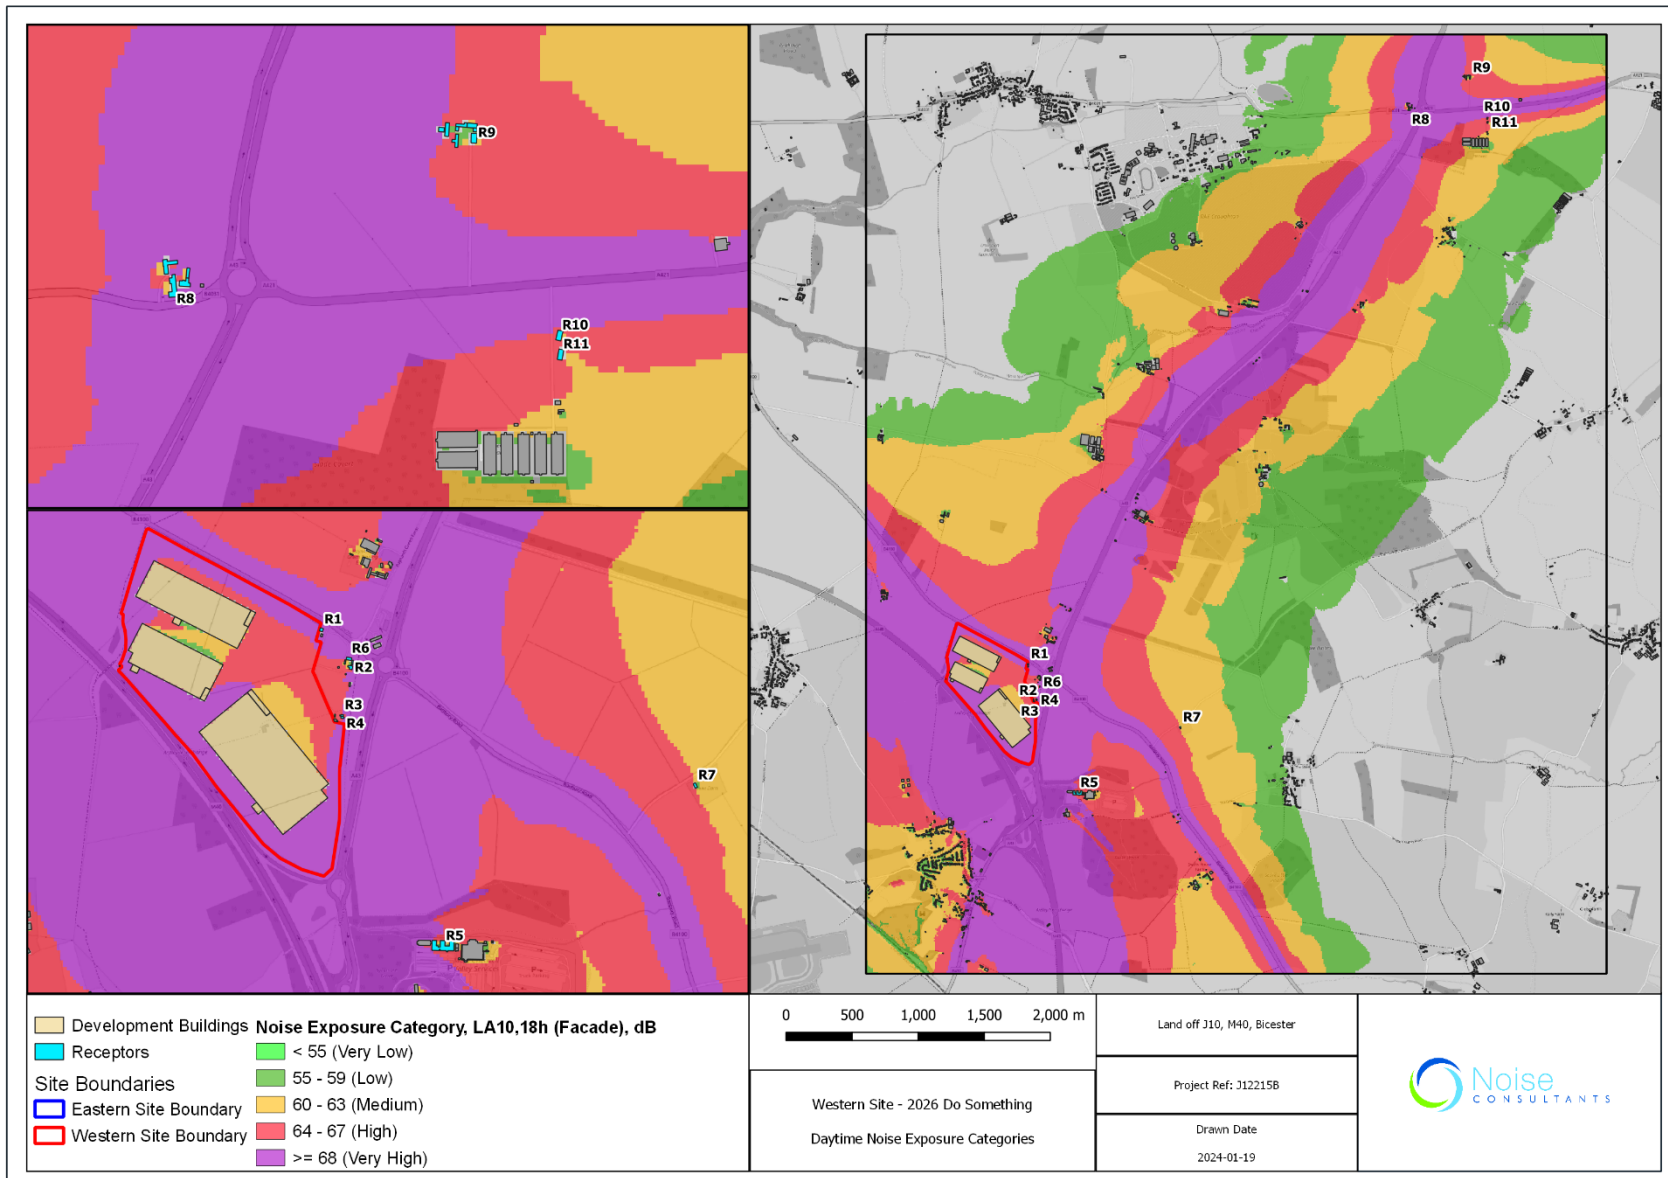 R9
R8
R10
R11
A43
A421
R1
R6
R2
R3
R4
R7
R5
R9
R10
R8
R11
R1
R6
R2
R4
R3
R7
R5
Development Buildings
Receptors
Site Boundaries
Eastern Site Boundary
Western Site Boundary
Noise Exposure Category, LA10,18h (Facade), dB
< 55 (Very Low)
55 - 59 (Low)
60 - 63 (Medium)
64 - 67 (High)
>= 68 (Very High)
0 500 1,000 1,500 2,000 m
Western Site - 2026 Do Something
Daytime Noise Exposure Categories
Land off J10, M40, Bicester
Project Ref: J12215B
Drawn Date
2024-01-19
Noise
CONSULTANTS